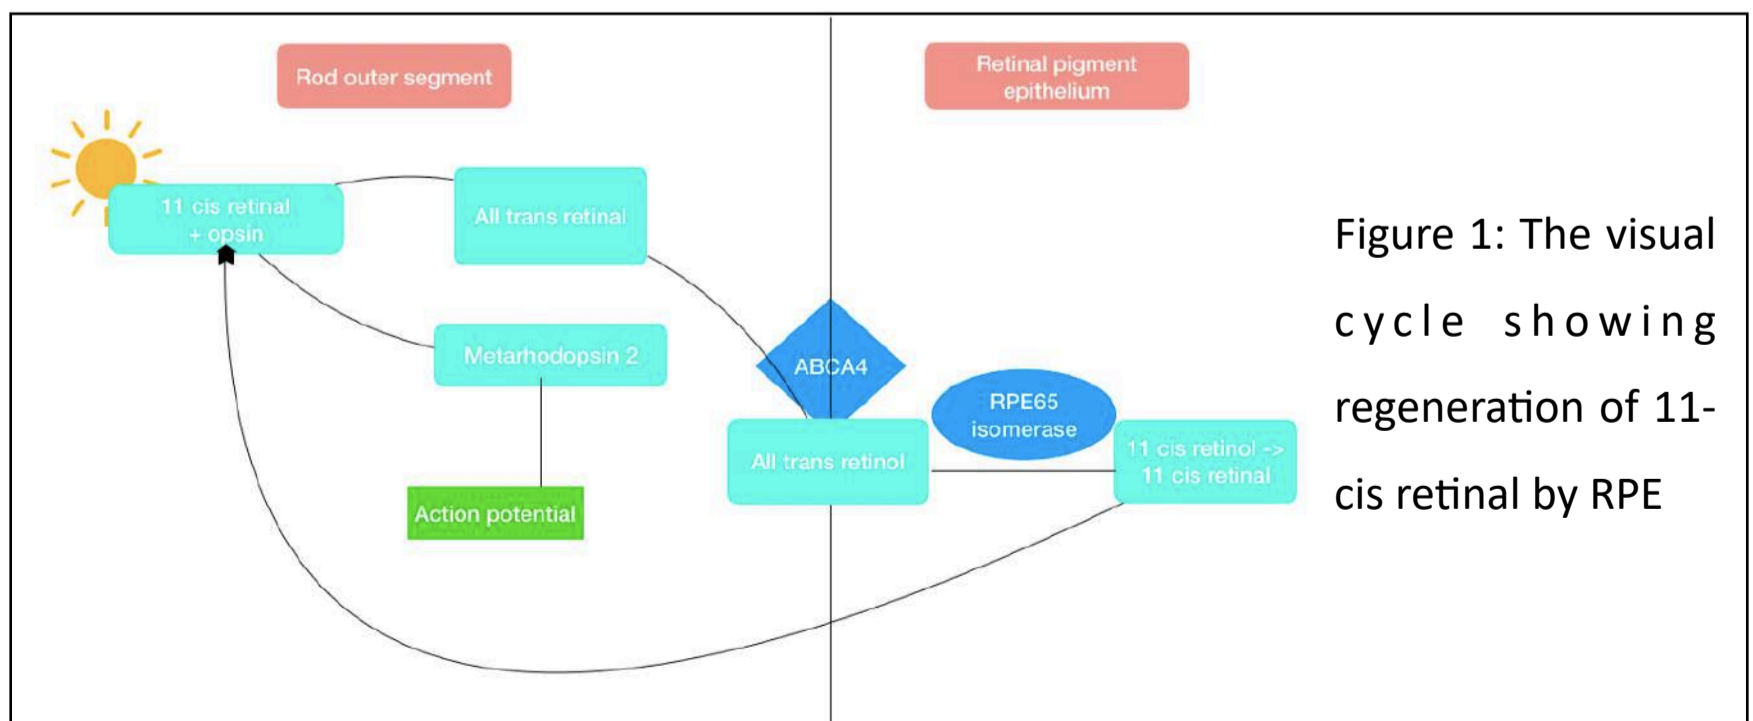 Rod outer segment
Retinal pigment
epithelium
11 cis retinal
+ opsin
All trans retinal
Metarhodopsin 2
ABCA4
RPE65
isomerase
All trans retinol
11 cis retinol ->
11 cis retinal
Action potential
Figure 1: The visual
cycle showing
regeneration of 11-
cis retinal by RPE